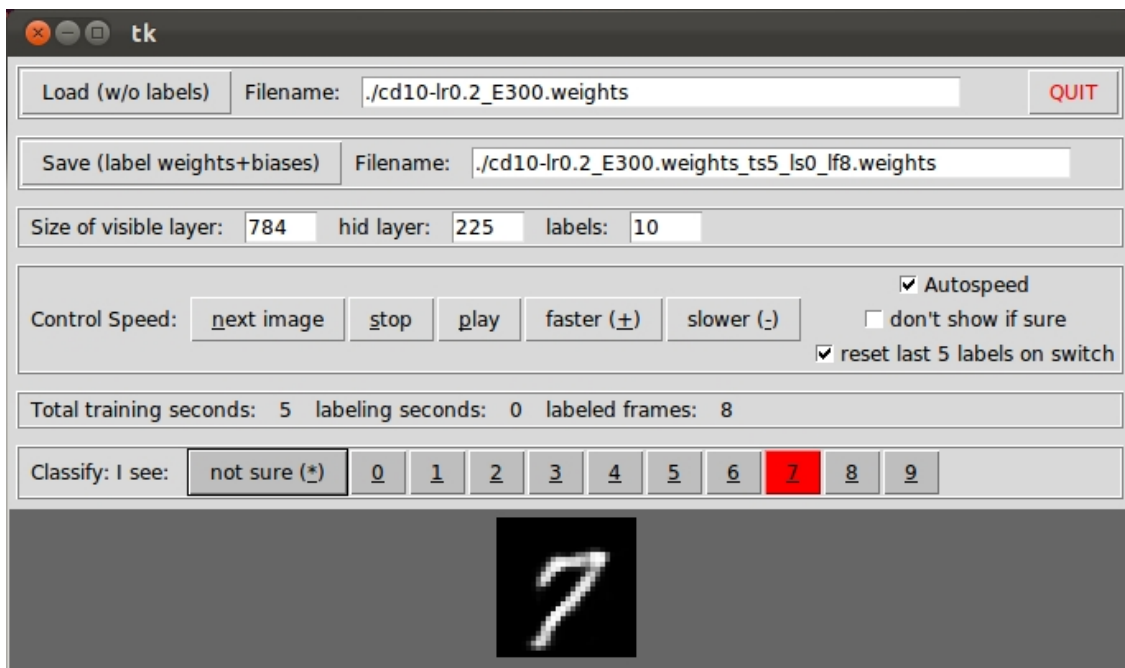 tk
Load (w/o labels) Filename: ./cd10-lr0.2_E300.weights QUIT
Save (label weights+biases) Filename: ./cd10-lr0.2_E300.weights_ts5_ls0_lf8.weights
Size of visible layer: 784 hid layer: 225 labels: 10
Autospeed
Control Speed: next image stop play faster (+) slower (-) don't show if sure
reset last 5 labels on switch
Total training seconds: 5 labeling seconds: 0 labeled frames: 8
Classify: I see: not sure (*) 0 1 2 3 4 5 6 7 8 9
7